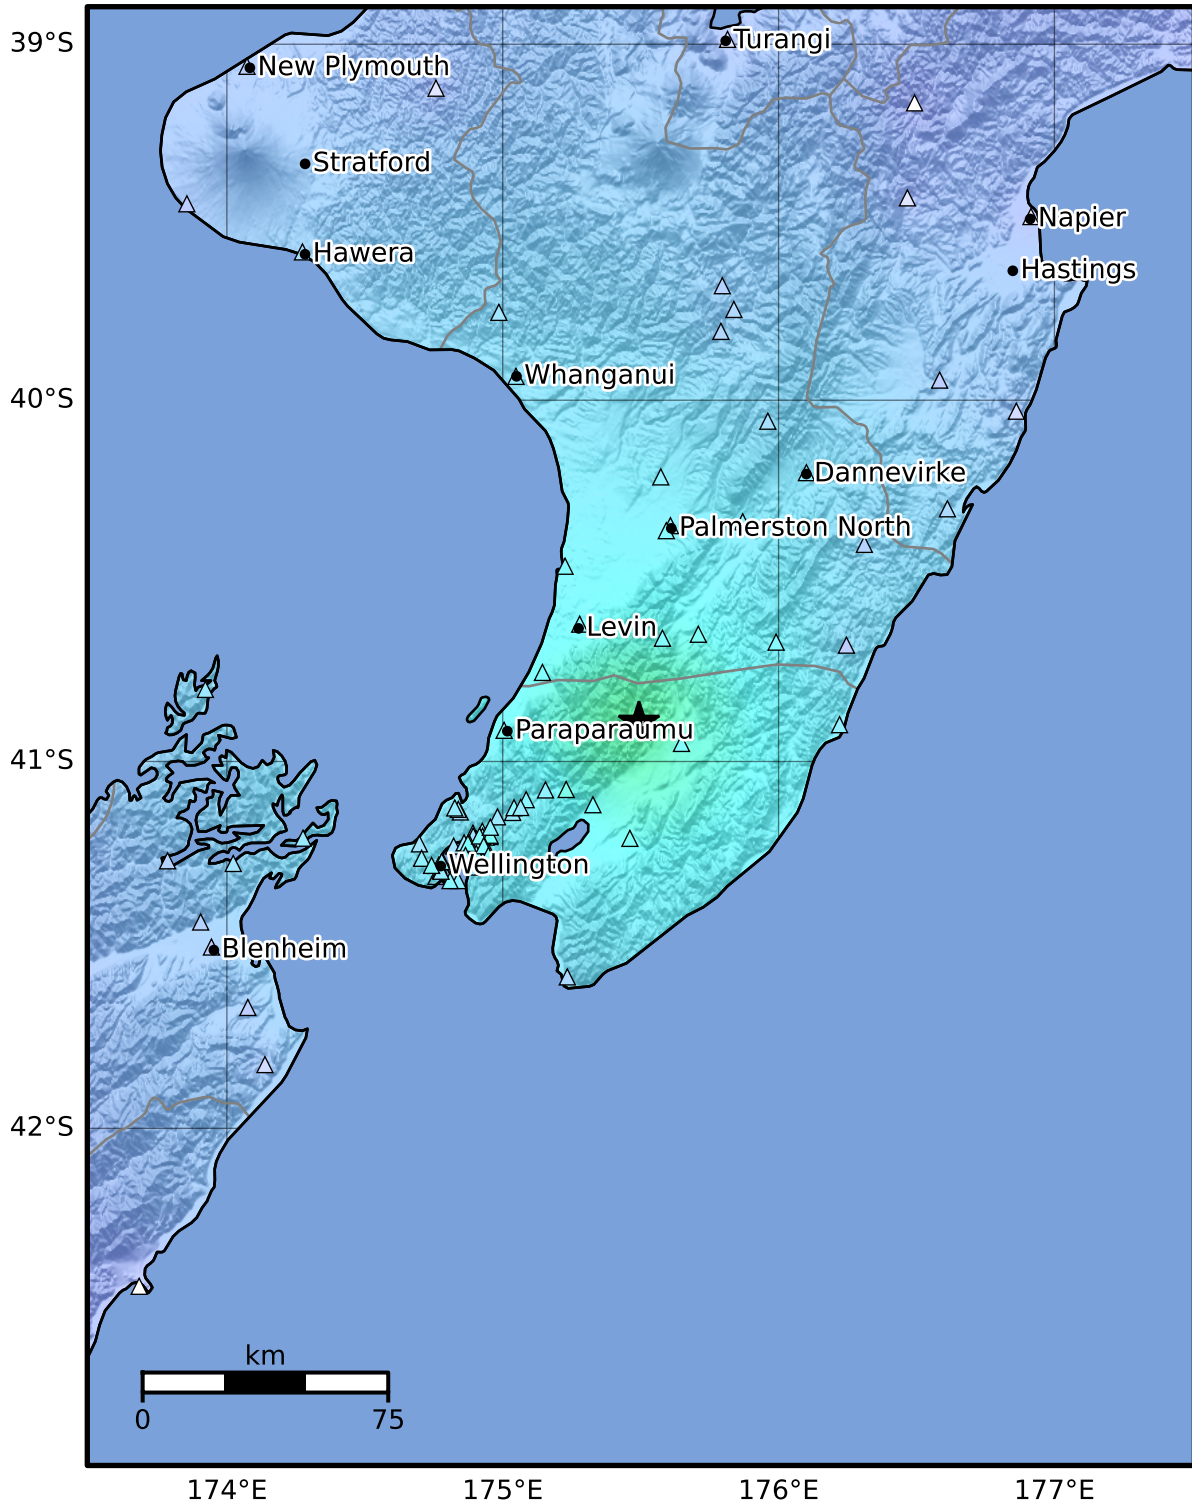 39°S
Turangi
New Plymouth
Stratford
Napier
Hawera
Hastings
Whanganui
40°S
Dannevirke
Palmerston North
Levin
Paraparaumu
41°S
Wellington
Blenheim
42°S
km
0
75
174°E
175°E
176°E
177°E